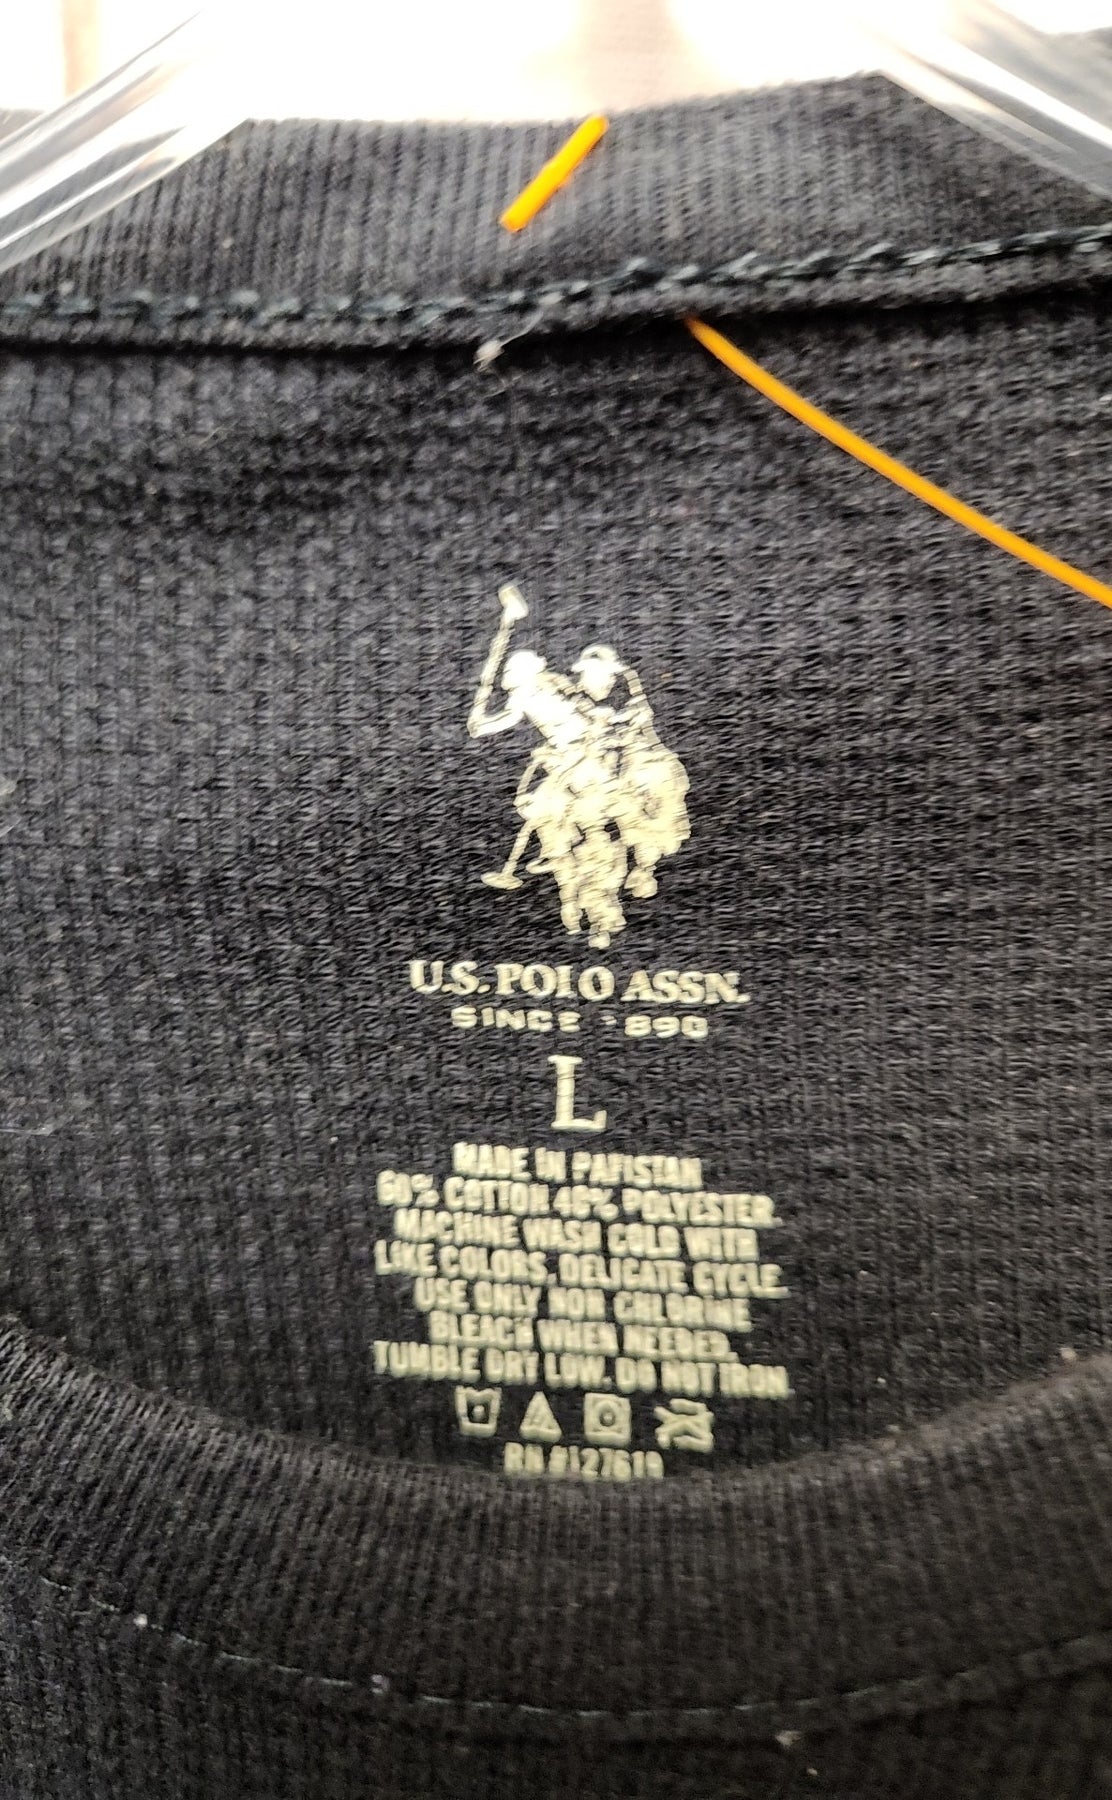 U.S. POLO ASSN.
SINCE 1890
L
MADE IN PAKISTAN
60% COTTON 40% POLYESTER.
MACHINE WASH COLD WITH
LIKE COLORS, DELICATE CYCLE.
USE ONLY NON CHLORINE
BLEACH WHEN NEEDED.
TUMBLE DRY LOW. DO NOT IRON.
RN #127619